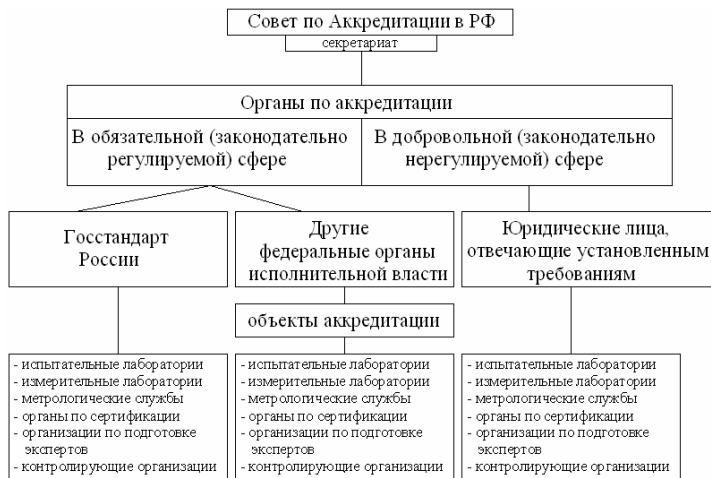 Совет по Аккредитации в РФ
секретариат
Органы по аккредитации
В обязательной (законодательно
регулируемой) сфере
В добровольной (законодательно
нерегулируемой) сфере
Госстандарт
России
Другие
федеральные органы
исполнительной власти
Юридические лица,
отвечающие установленным
требованиям
объекты аккредитации
- испытательные лаборатории
- измерительные лаборатории
- метрологические службы
- органы по сертификации
- организации по подготовке
экспертов
- контролирующие организации
- испытательные лаборатории
- измерительные лаборатории
- метрологические службы
- органы по сертификации
- организации по подготовке
экспертов
- контролирующие организации
- испытательные лаборатории
- измерительные лаборатории
- метрологические службы
- органы по сертификации
- организации по подготовке
экспертов
- контролирующие организации